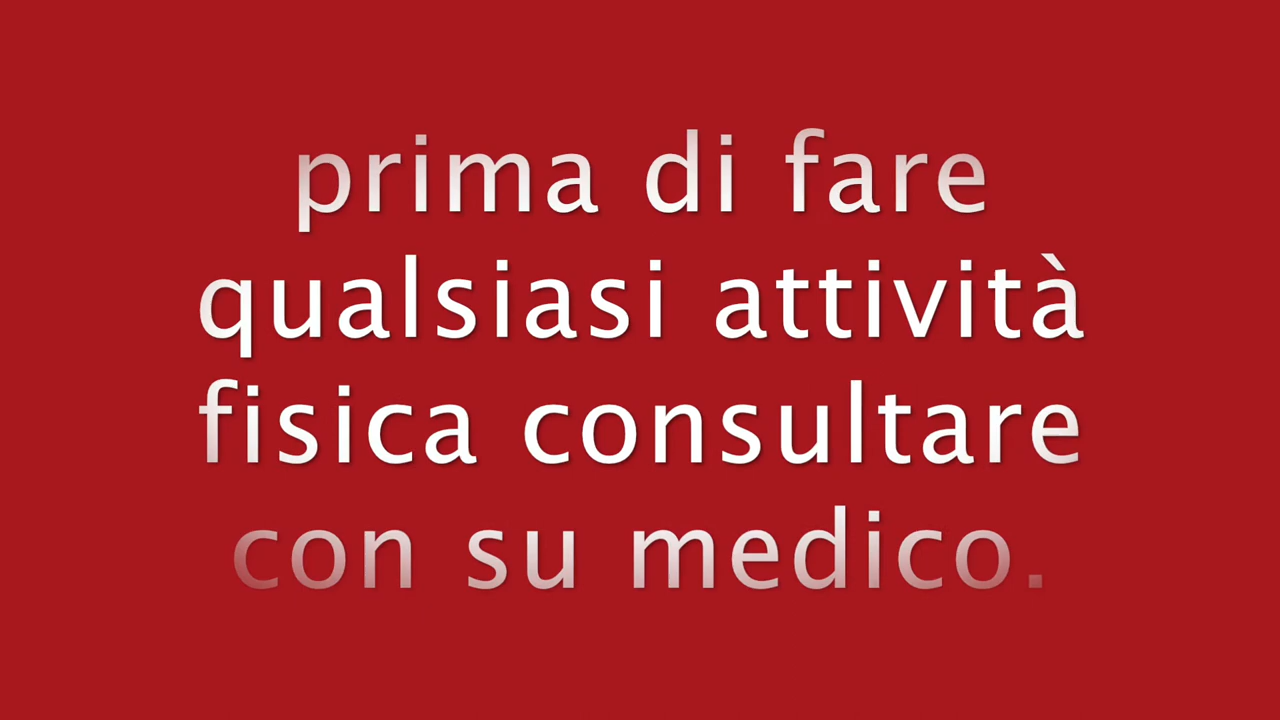 prima di fare
qualsiasi attività
fisica consultare
con su medico.